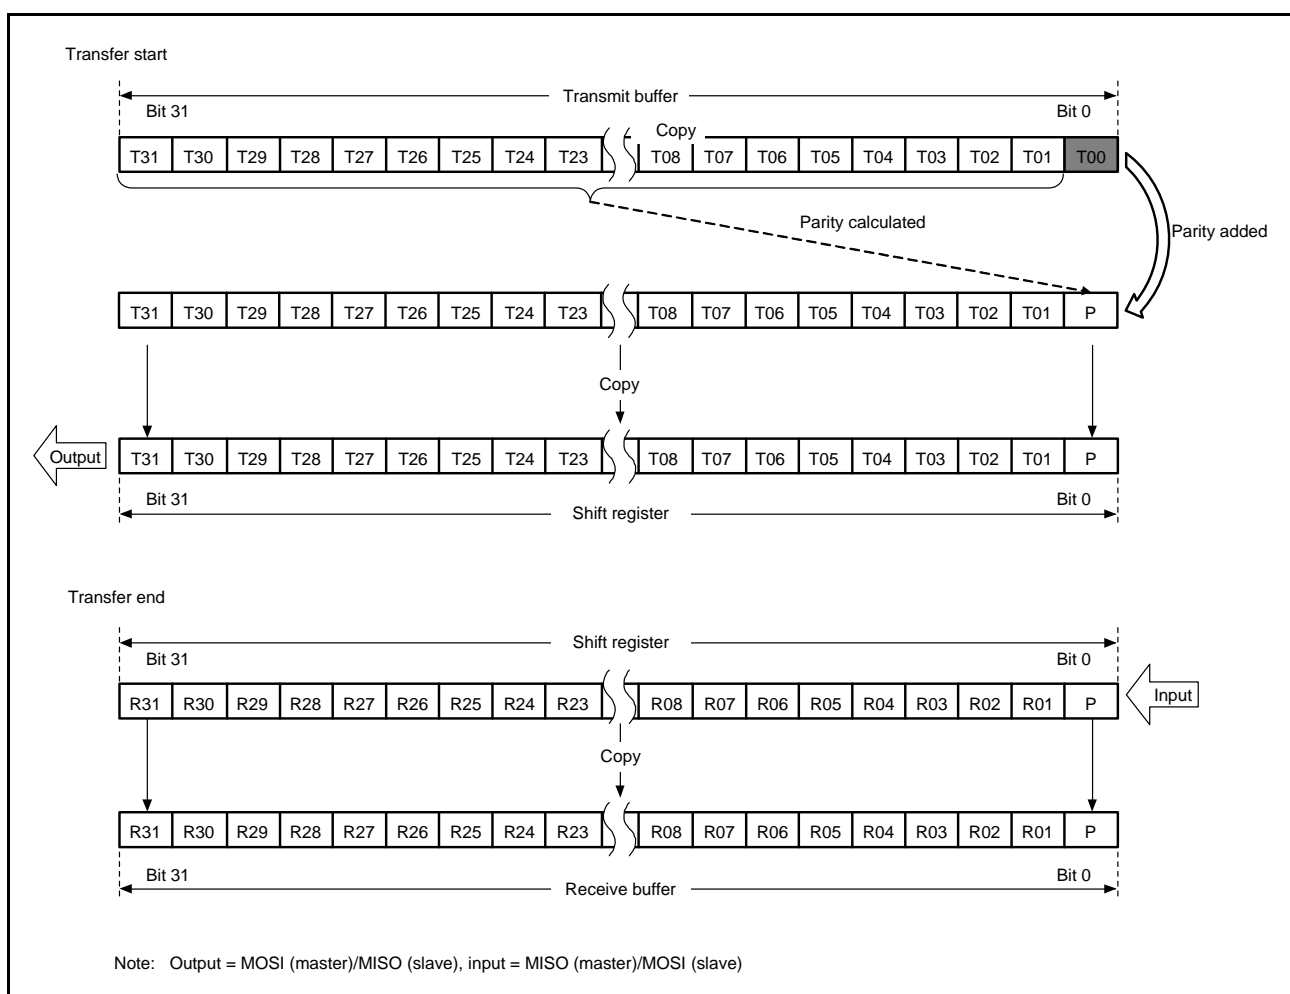 Transfer start
Transmit buffer
Bit 31 Bit 0
Copy
T31 T30 T29 T28 T27 T26 T25 T24 T23 T08 T07 T06 T05 T04 T03 T02 T01 T00
Parity calculated
Parity added
T31 T30 T29 T28 T27 T26 T25 T24 T23 T08 T07 T06 T05 T04 T03 T02 T01 P
Copy
Output T31 T30 T29 T28 T27 T26 T25 T24 T23 T08 T07 T06 T05 T04 T03 T02 T01 P
Bit 31 Bit 0
Shift register
Transfer end
Shift register
Bit 31 Bit 0
R31 R30 R29 R28 R27 R26 R25 R24 R23 R08 R07 R06 R05 R04 R03 R02 R01 P Input
Copy
R31 R30 R29 R28 R27 R26 R25 R24 R23 R08 R07 R06 R05 R04 R03 R02 R01 P
Bit 31 Bit 0
Receive buffer
Note: Output = MOSI (master)/MISO (slave), input = MISO (master)/MOSI (slave)